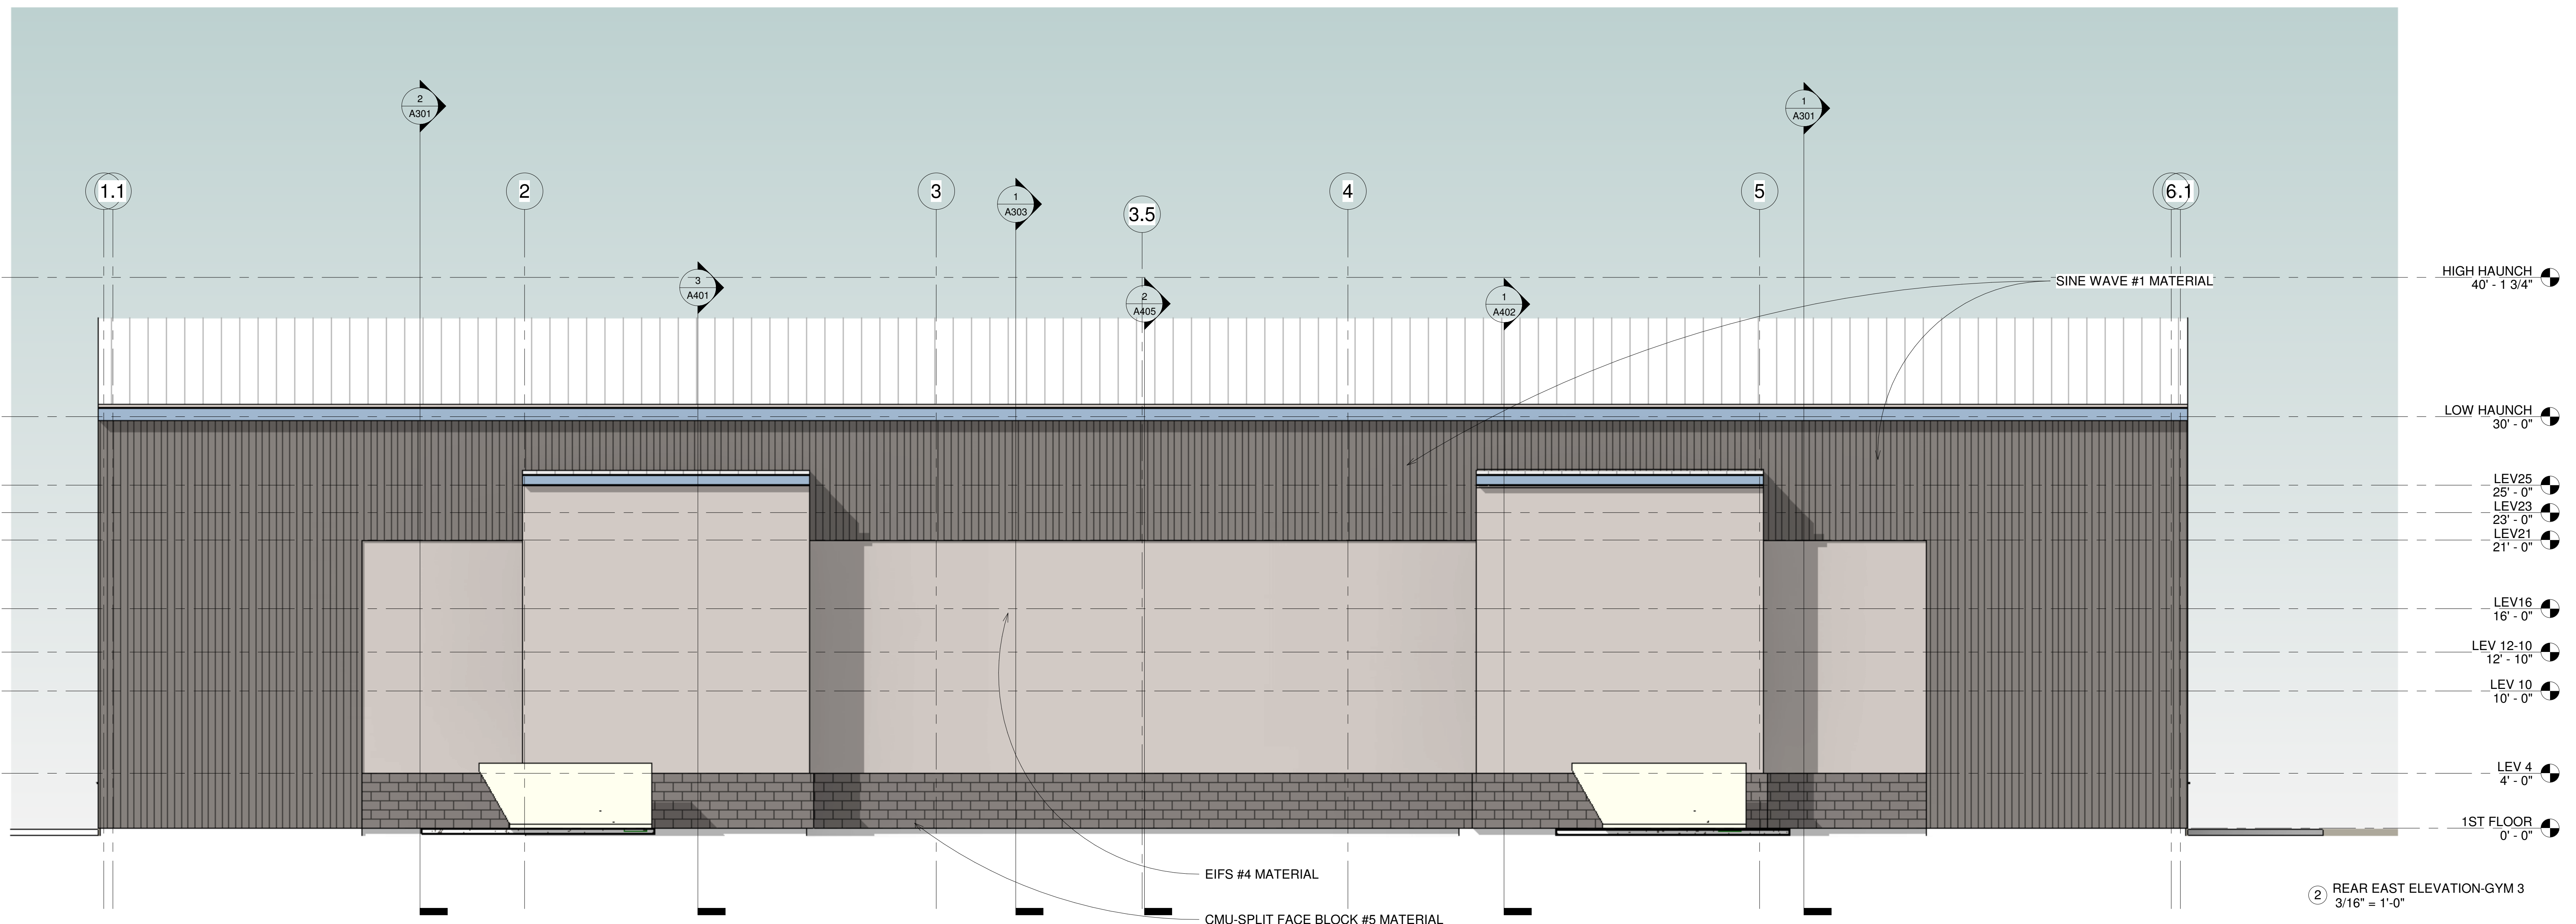 2
A301
1
A301
1.1
2
3
1
A303
3.5
4
5
6.1
3
A401
2
A405
1
A402
SINE WAVE #1 MATERIAL
HIGH HAUNCH
40' - 1 3/4"
LOW HAUNCH
30' - 0"
LEV25
25' - 0"
LEV23
23' - 0"
LEV21
21' - 0"
LEV16
16' - 0"
LEV 12-10
12' - 10"
LEV 10
10' - 0"
LEV 4
4' - 0"
1ST FLOOR
0' - 0"
EIFS #4 MATERIAL
CMU-SPLIT FACE BLOCK #5 MATERIAL
2 REAR EAST ELEVATION-GYM 3
3/16" = 1'-0"